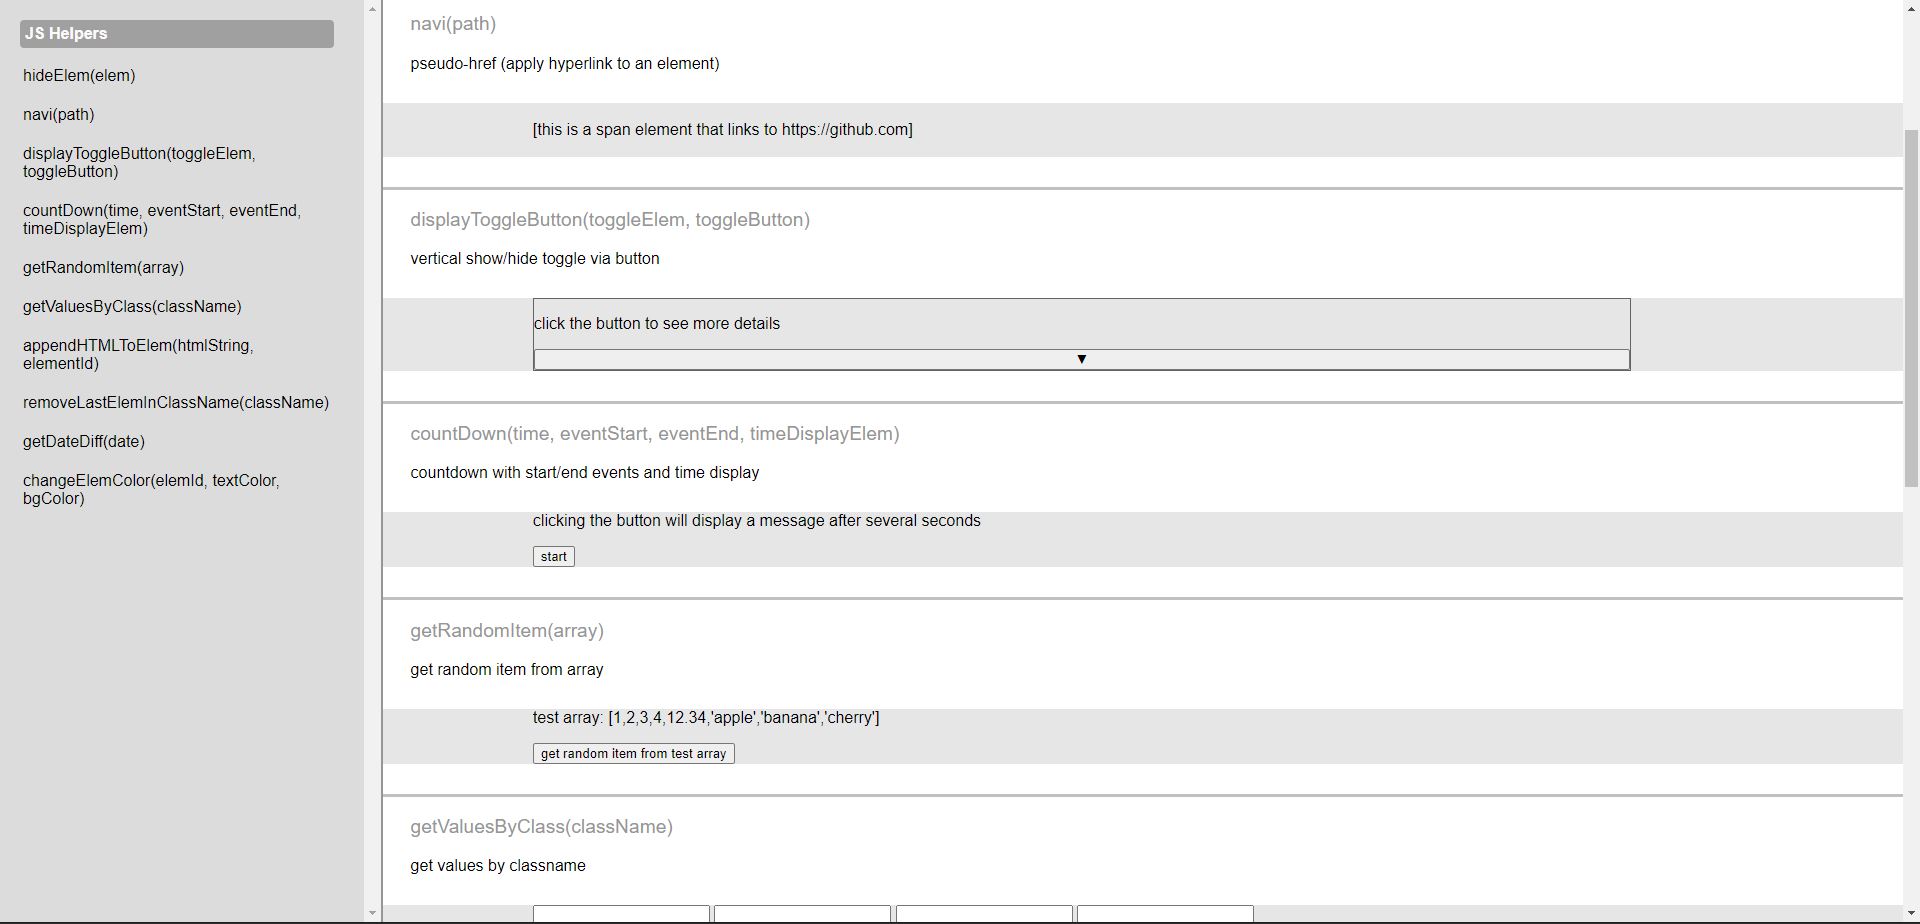 JS Helpers
hideElem(elem)
navi(path)
displayToggleButton(toggleElem,
toggleButton)
countDown(time, eventStart, eventEnd,
timeDisplayElem)
getRandomItem(array)
getValuesByClass(className)
appendHTMLToElem(htmlString,
elementId)
removeLastElemInClassName(className)
getDateDiff(date)
changeElemColor(elemId, textColor,
bgColor)
navi(path)
pseudo-href (apply hyperlink to an element)
[this is a span element that links to https://github.com]
displayToggleButton(toggleElem, toggleButton)
vertical show/hide toggle via button
click the button to see more details
▼
countDown(time, eventStart, eventEnd, timeDisplayElem)
countdown with start/end events and time display
clicking the button will display a message after several seconds
start
getRandomItem(array)
get random item from array
test array: [1,2,3,4,12.34,'apple','banana','cherry']
get random item from test array
getValuesByClass(className)
get values by classname